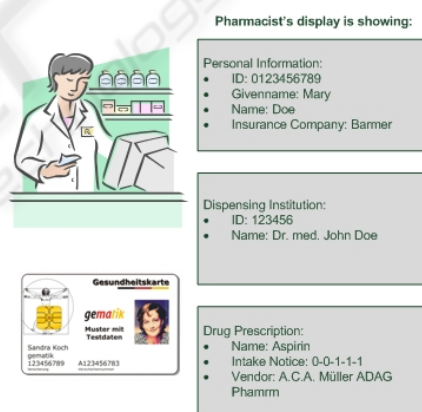 Pharmacist's display is showing:
Personal Information:
• ID: 0123456789
• Givenname: Mary
• Name: Doe
• Insurance Company: Barmer
Dispensing Institution:
• ID: 123456
• Name: Dr. med. John Doe
Gesundheitskarte
gematik
Muster mit
Testdaten
Sandra Koch
gematik
123456789 A123456783
Drug Prescription:
• Name: Aspirin
• Intake Notice: 0-0-1-1-1
• Vendor: A.C.A. Müller ADAG
Phamrm